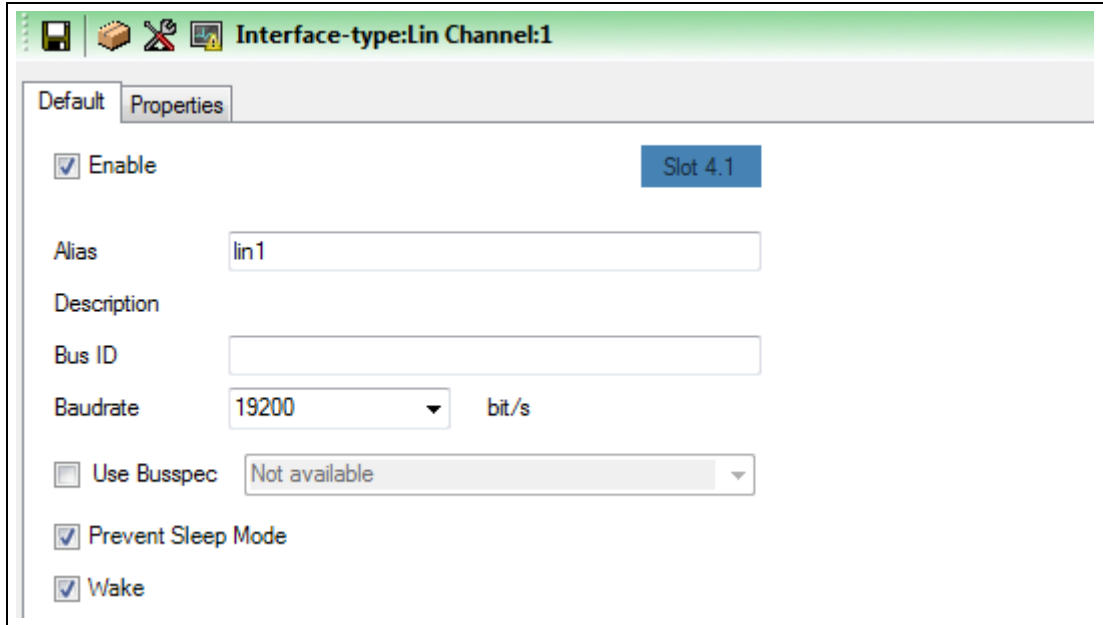 Interface-type:Lin Channel:1
Default Properties
Enable Slot 4.1
Alias lin1
Description
Bus ID
Baudrate 19200 bit/s
Use Busspec Not available
Prevent Sleep Mode
Wake